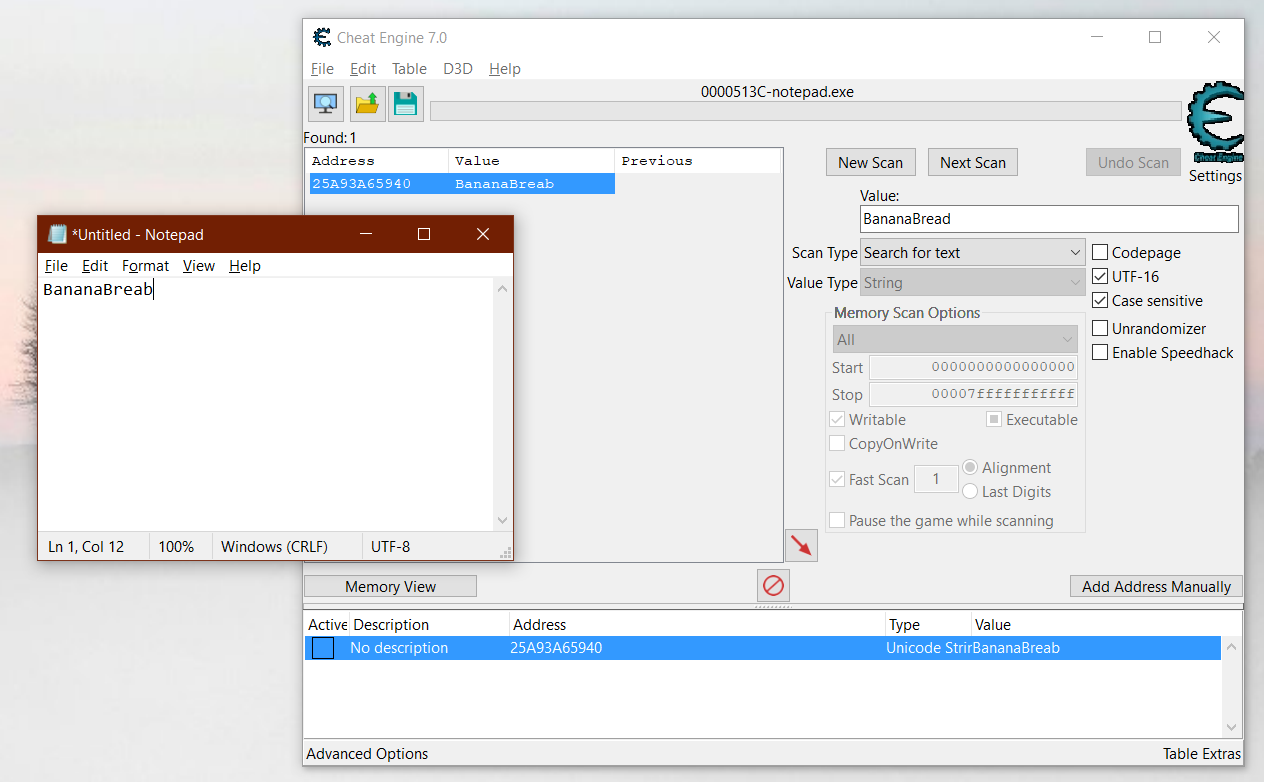 Cheat Engine 7.0
File Edit Table D3D Help
0000513C-notepad.exe
Found: 1
Address Value Previous
25A93A65940 BananaBreab
New Scan Next Scan Undo Scan
Cheat Engine
Settings
Value:
BananaBread
Scan Type Search for text
Value Type String
Codepage
UTF-16
Case sensitive
Unrandomizer
Enable Speedhack
Memory Scan Options
All
Start 0000000000000000
Stop 00007fffffffffff
Writable Executable
CopyOnWrite
Fast Scan 1 Alignment
Last Digits
Pause the game while scanning
*Untitled - Notepad
File Edit Format View Help
BananaBreab
Ln 1, Col 12 100% Windows (CRLF) UTF-8
Memory View Add Address Manually
Active Description Address Type Value
No description 25A93A65940 Unicode Strir BananaBreab
Advanced Options Table Extras